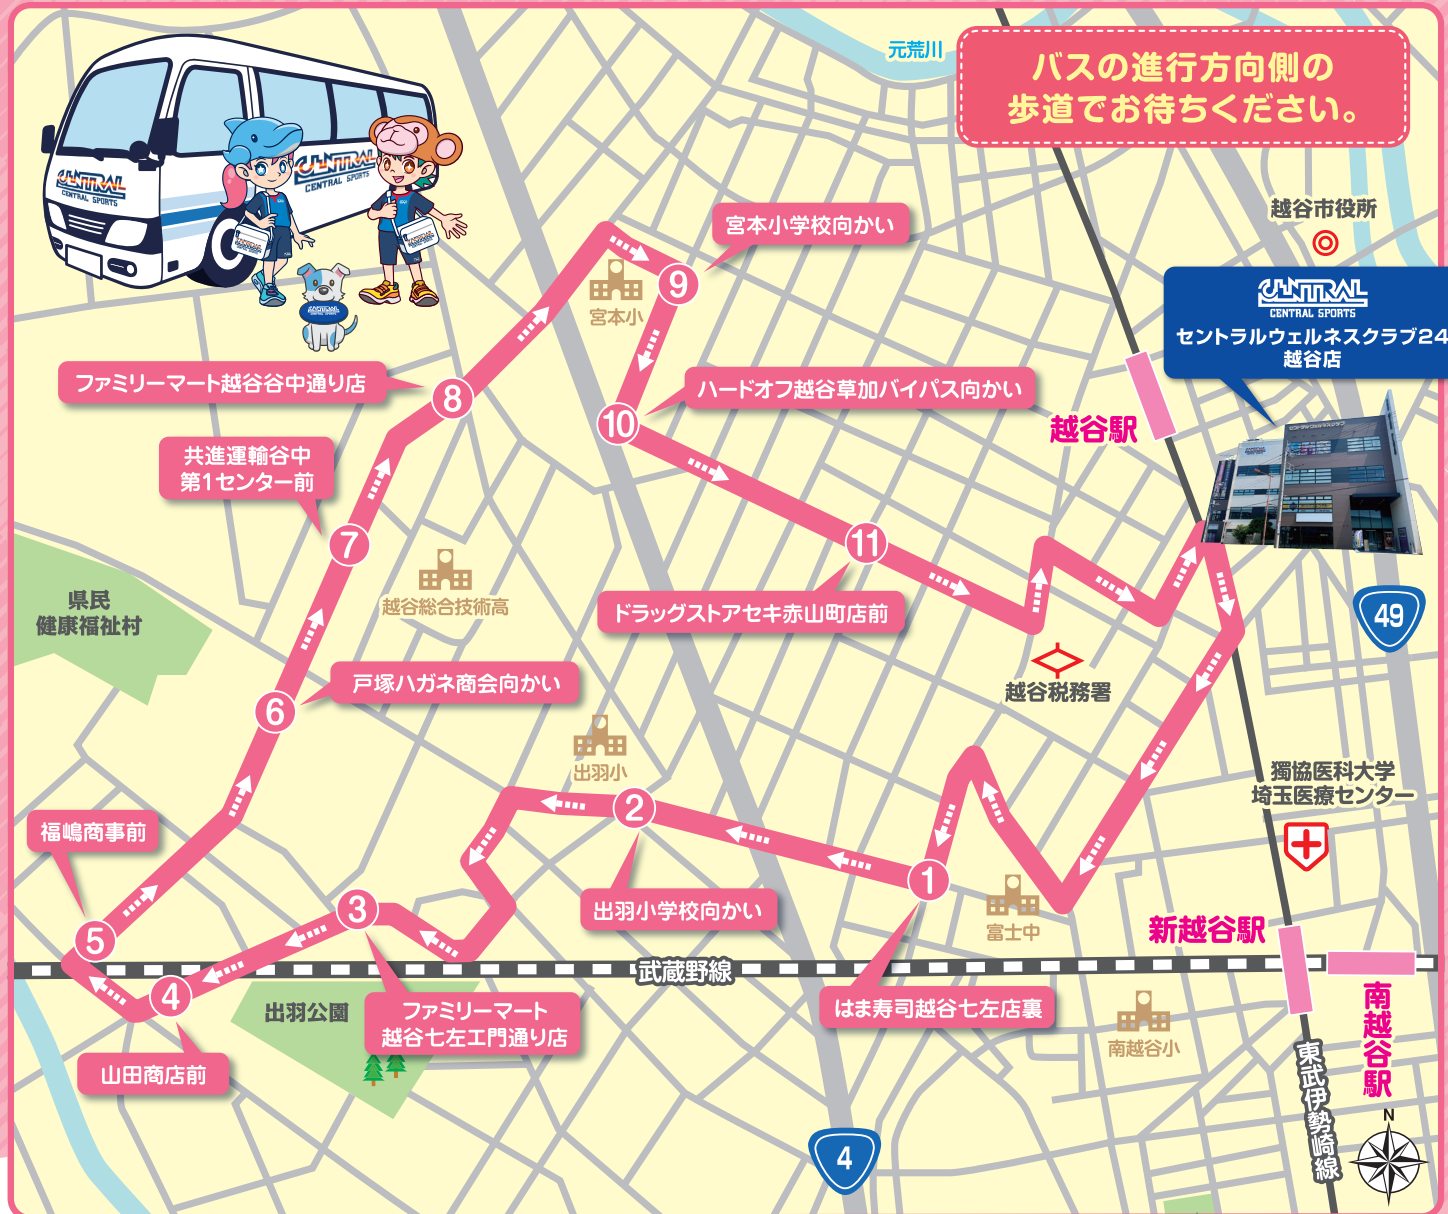 元荒川
バスの進行方向側の
歩道でお待ちください。
越谷市役所
CENTRAL
CENTRAL SPORTS
CENTRAL
CENTRAL SPORTS
宮本小学校向かい
9
宮本小
CENTRAL
CENTRAL SPORTS
セントラルウェルネスクラブ24
越谷店
ファミリーマート越谷谷中通り店
8
ハードオフ越谷草加バイパス向かい
10
越谷駅
共進運輸谷中
第1センター前
7
11
越谷総合技術高
県民
健康福祉村
ドラッグストアセキ赤山町店前
49
戸塚ハガネ商会向かい
6
越谷税務署
出羽小
2
獨協医科大学
埼玉医療センター
福嶋商事前
5
3
出羽小学校向かい
1
富士中
新越谷駅
武蔵野線
4
出羽公園
ファミリーマート
越谷七左エ門通り店
はま寿司越谷七左店裏
南越谷小
南越谷駅
山田商店前
東武伊勢崎線
N
4